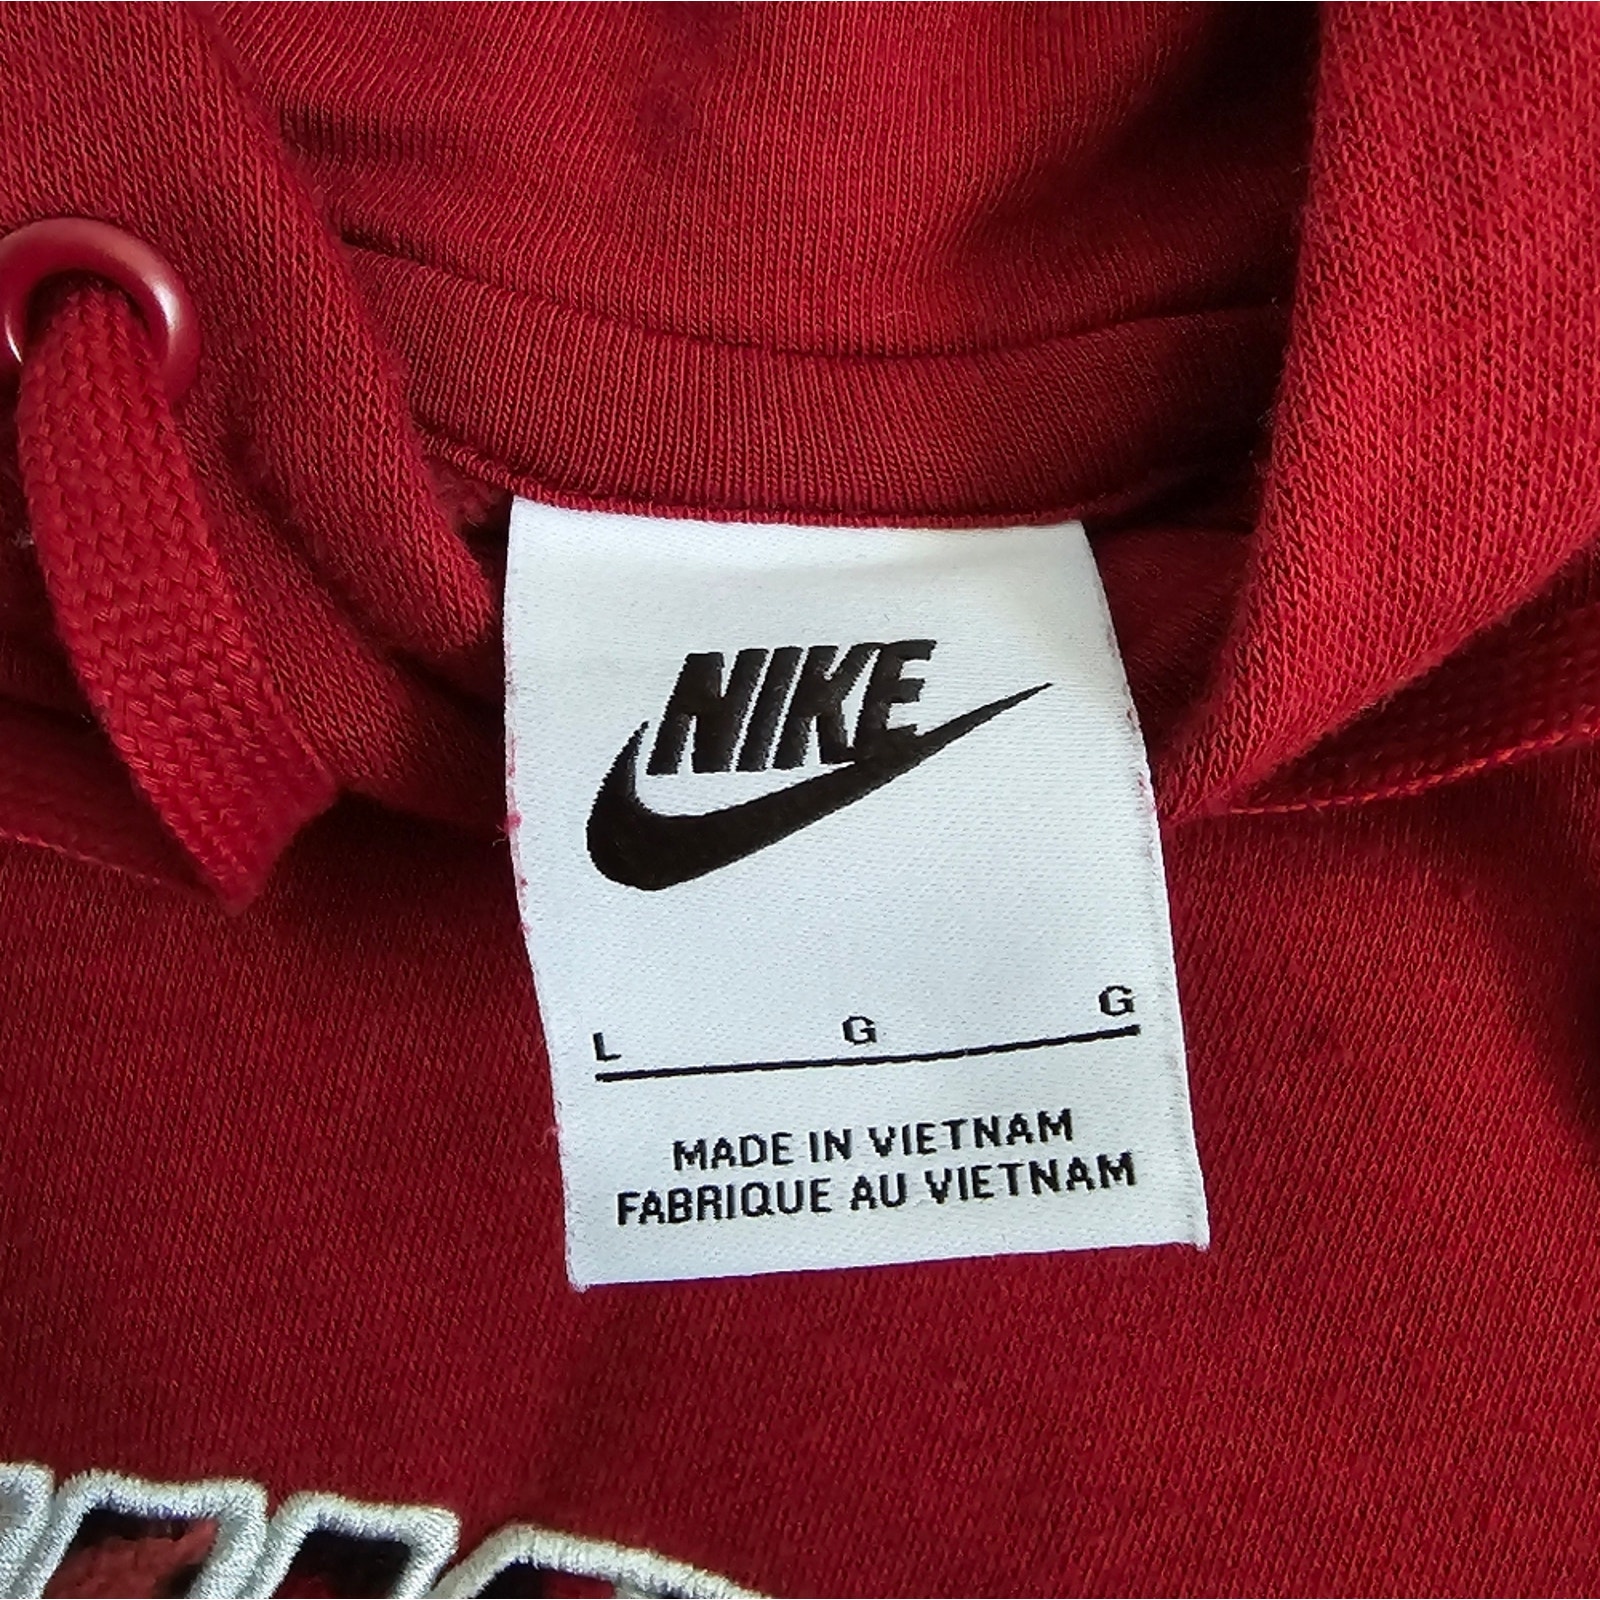 NIKE
L G G
MADE IN VIETNAM
FABRIQUE AU VIETNAM